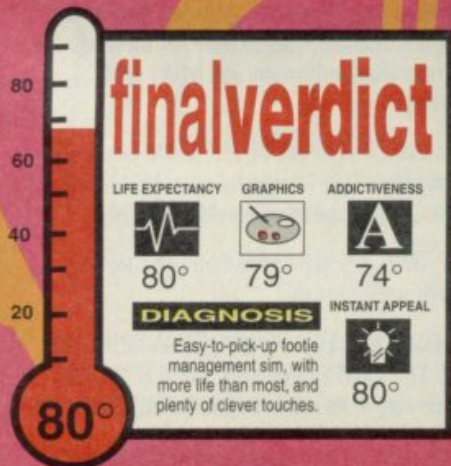 80
60
40
20
80°
finalverdict
LIFE EXPECTANCY GRAPHICS ADDICTIVENESS
A
80° 79° 74°
DIAGNOSIS
Easy-to-pick-up footie
management sim, with
more life than most, and
plenty of clever touches.
INSTANT APPEAL
80°